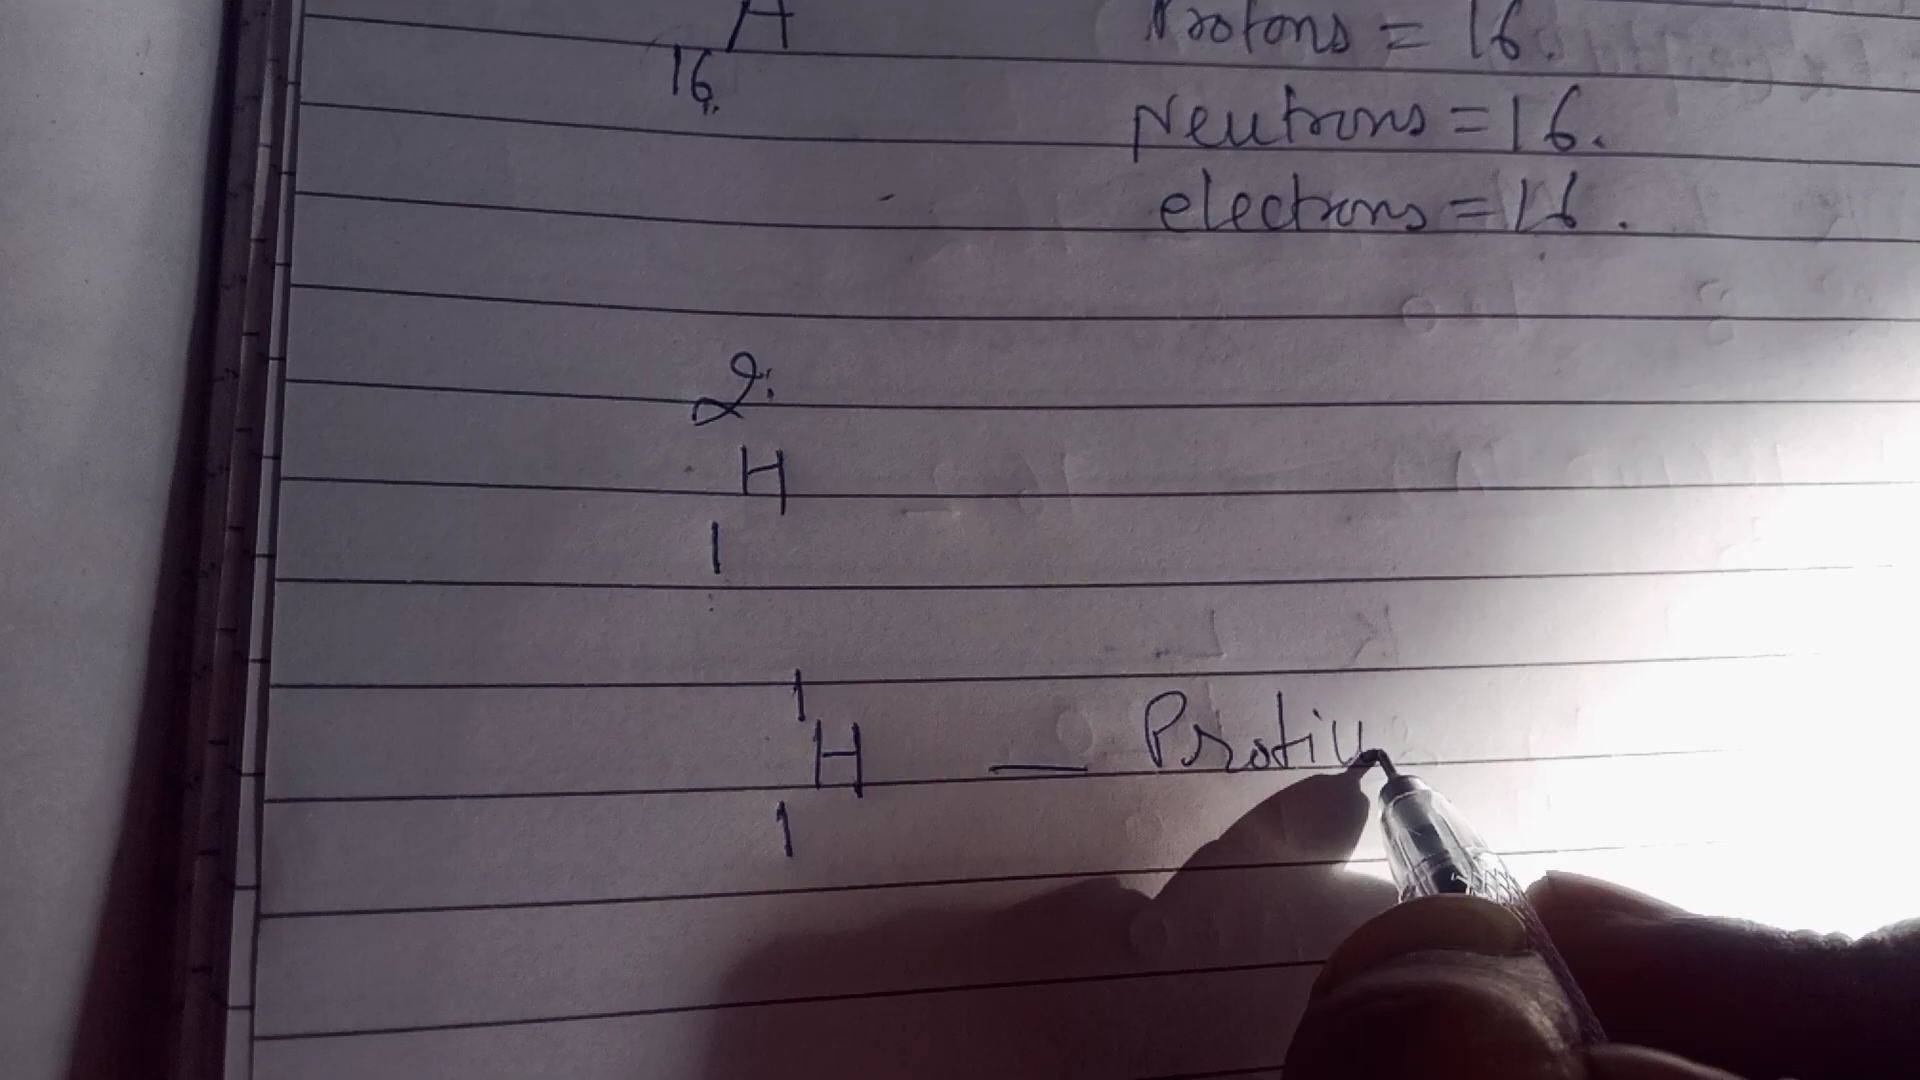 A Protons = 16.
16. Neutrons = 16.
electrons = 16.
2.
H
1
1
H — Protiu
1